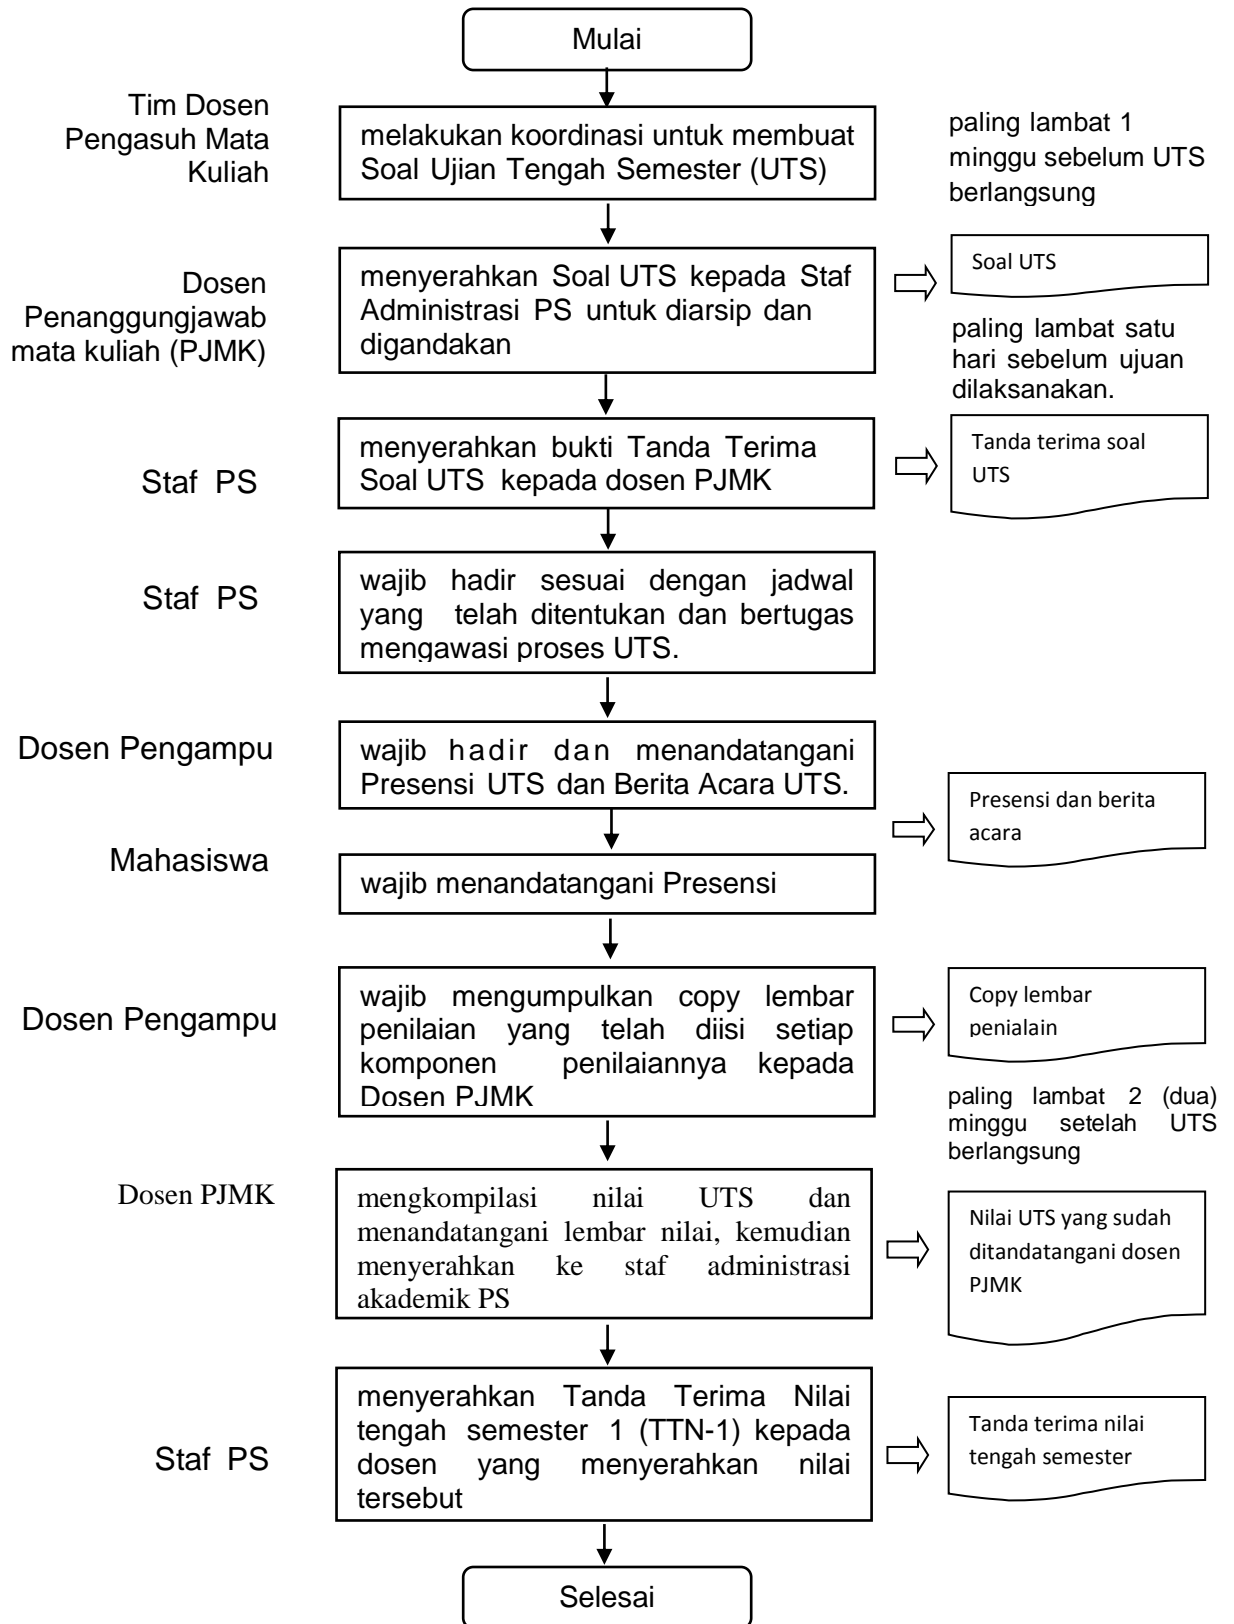 Mulai
Tim Dosen
Pengasuh Mata
Kuliah
melakukan koordinasi untuk membuat
Soal Ujian Tengah Semester (UTS)
paling lambat 1
minggu sebelum UTS
berlangsung
Dosen
Penanggungjawab
mata kuliah (PJMK)
menyerahkan Soal UTS kepada Staf
Administrasi PS untuk diarsip dan
digandakan
Soal UTS
paling lambat satu
hari sebelum ujuan
dilaksanakan.
Staf PS
menyerahkan bukti Tanda Terima
Soal UTS kepada dosen PJMK
Tanda terima soal
UTS
Staf PS
wajib hadir sesuai dengan jadwal
yang telah ditentukan dan bertugas
mengawasi proses UTS.
Dosen Pengampu
wajib hadir dan menandatangani
Presensi UTS dan Berita Acara UTS.
Presensi dan berita
acara
Mahasiswa
wajib menandatangani Presensi
Dosen Pengampu
wajib mengumpulkan copy lembar
penilaian yang telah diisi setiap
komponen penilaiannya kepada
Dosen PJMK
Copy lembar
penialain
paling lambat 2 (dua)
minggu setelah UTS
berlangsung
Dosen PJMK
mengkompilasi nilai UTS dan
menandatangani lembar nilai, kemudian
menyerahkan ke staf administrasi
akademik PS
Nilai UTS yang sudah
ditandatangani dosen
PJMK
Staf PS
menyerahkan Tanda Terima Nilai
tengah semester 1 (TTN-1) kepada
dosen yang menyerahkan nilai
tersebut
Tanda terima nilai
tengah semester
Selesai